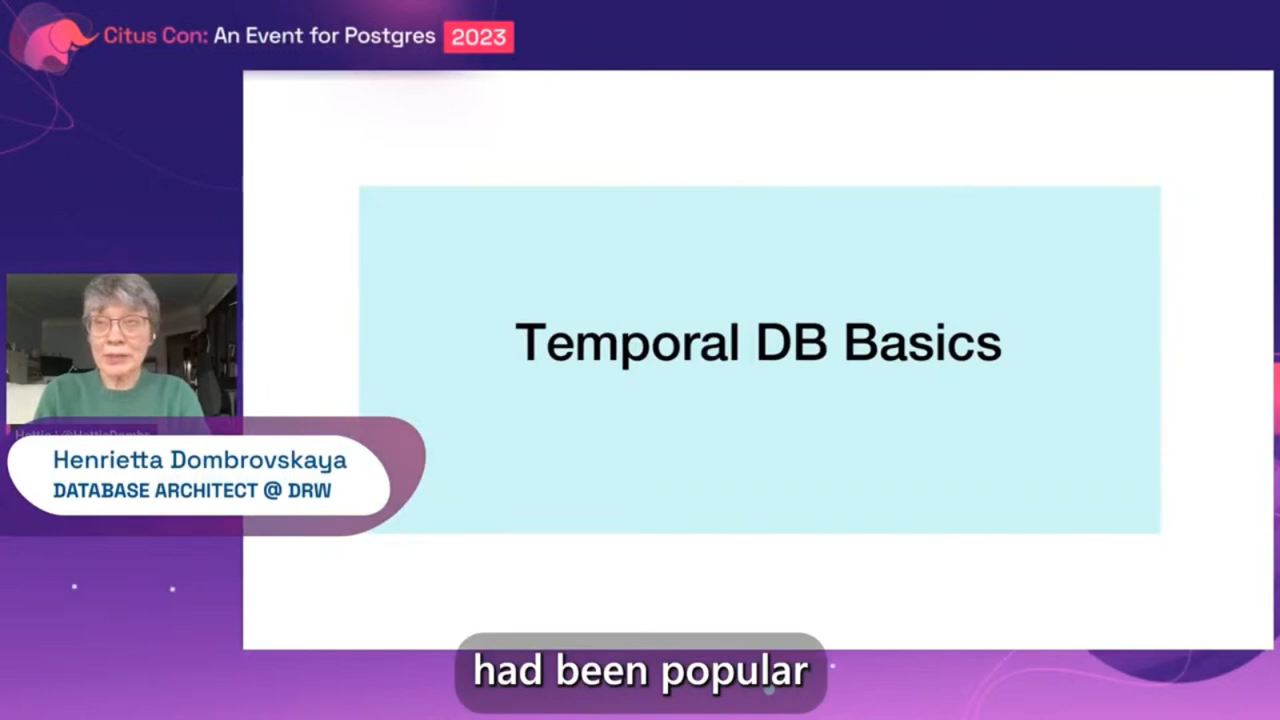 Citus Con: An Event for Postgres 2023
Temporal DB Basics
Henrietta Dombrovskaya
DATABASE ARCHITECT @ DRW
had been popular